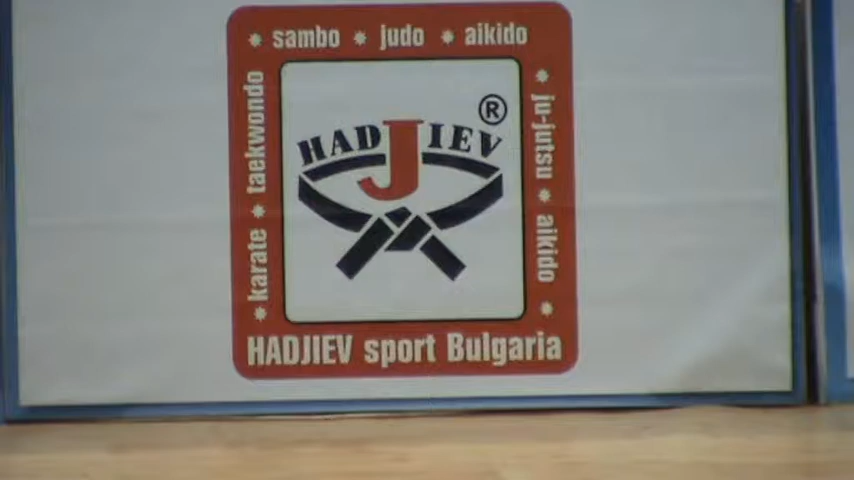 * sambo * judo * aikido
* karate * taekwondo
HADJIEV ®
* ju-jutsu * aikido *
HADJIEV sport Bulgaria